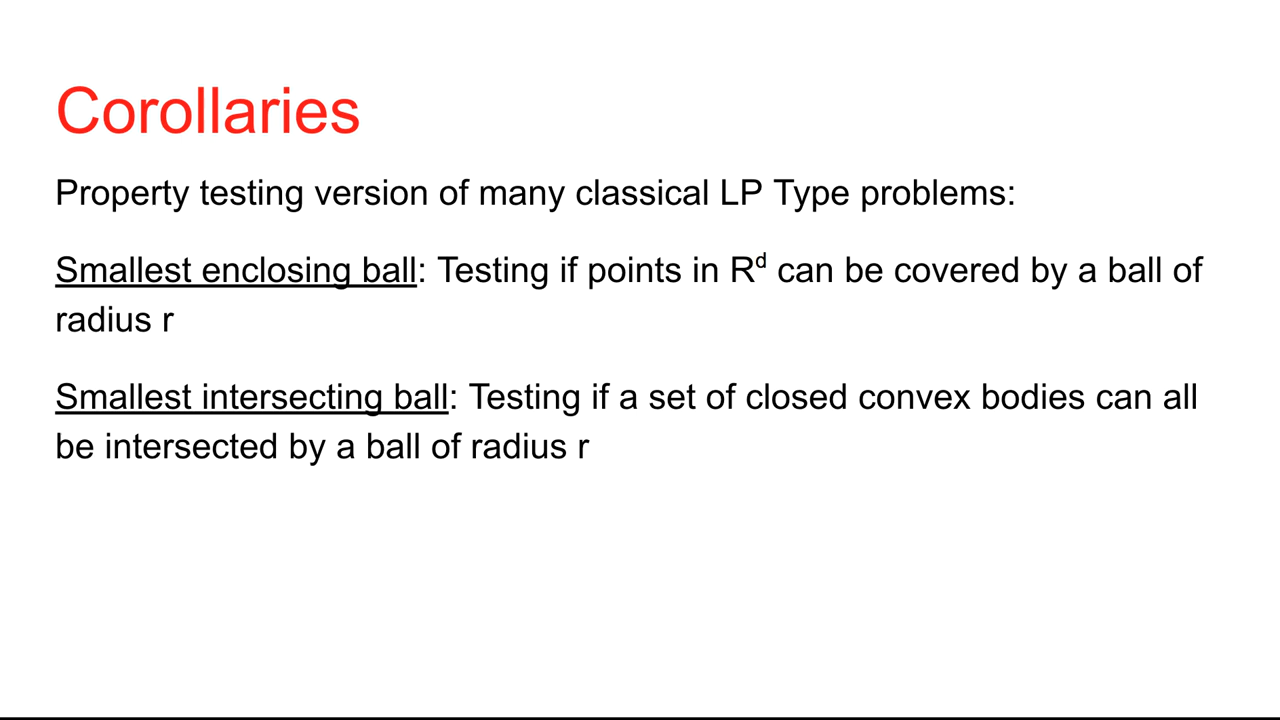 Corollaries
Property testing version of many classical LP Type problems:
Smallest enclosing ball: Testing if points in Rᵈ can be covered by a ball of
radius r
Smallest intersecting ball: Testing if a set of closed convex bodies can all
be intersected by a ball of radius r